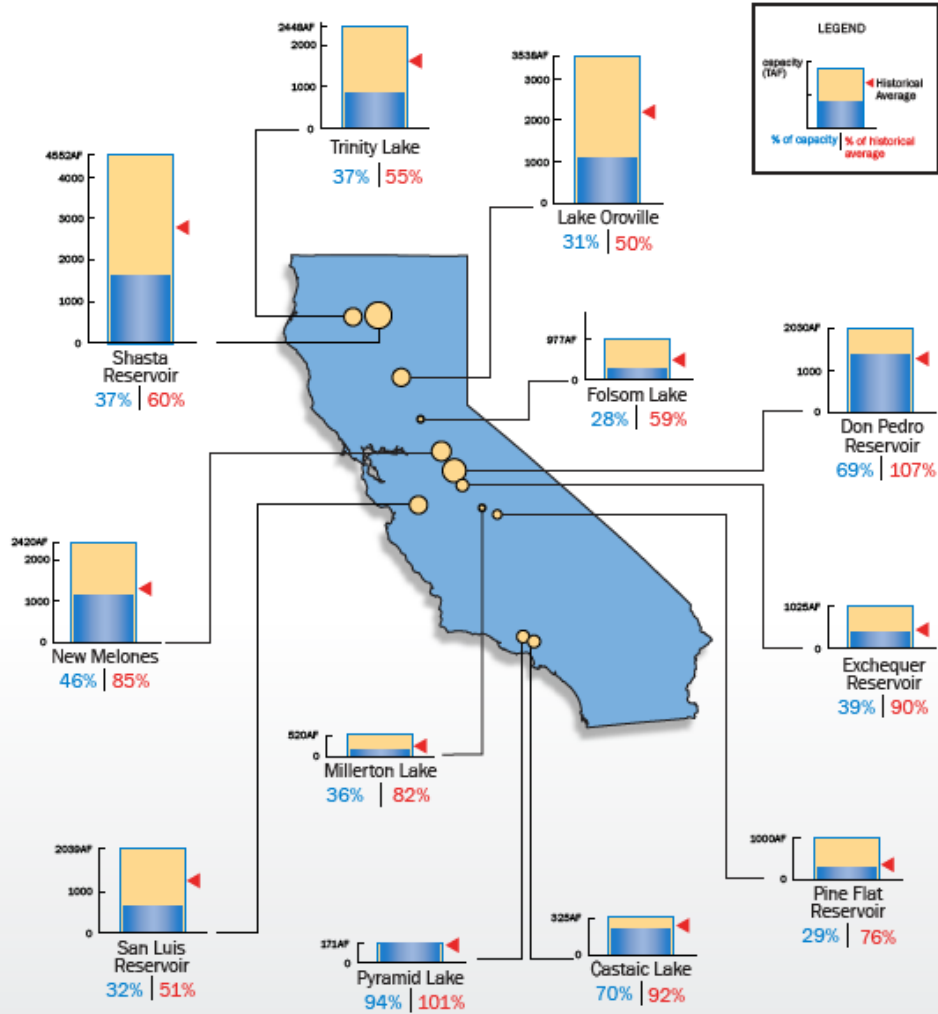 LEGEND
capacity
(TAF)
Historical
Average
% of capacity | % of historical
average
2448AF
2000
1000
0
Trinity Lake
37% | 55%
3538AF
3000
2000
1000
0
Lake Oroville
31% | 50%
4552AF
4000
3000
2000
1000
0
Shasta
Reservoir
37% | 60%
977AF
0
Folsom Lake
28% | 59%
2030AF
1000
0
Don Pedro
Reservoir
69% | 107%
2420AF
2000
1000
0
New Melones
46% | 85%
1025AF
0
Exchequer
Reservoir
39% | 90%
520AF
0
Millerton Lake
36% | 82%
2039AF
1000
0
San Luis
Reservoir
32% | 51%
171AF
0
Pyramid Lake
94% | 101%
325AF
0
Castaic Lake
70% | 92%
1000AF
0
Pine Flat
Reservoir
29% | 76%